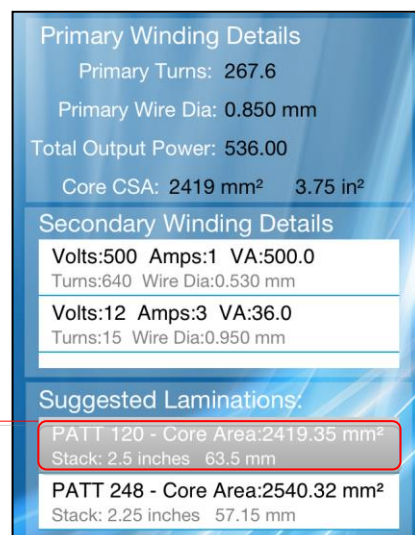 Primary Winding Details
Primary Turns: 267.6
Primary Wire Dia: 0.850 mm
Total Output Power: 536.00
Core CSA: 2419 mm² 3.75 in²
Secondary Winding Details
Volts:500 Amps:1 VA:500.0
Turns:640 Wire Dia:0.530 mm
Volts:12 Amps:3 VA:36.0
Turns:15 Wire Dia:0.950 mm
Suggested Laminations:
PATT 120 - Core Area:2419.35 mm²
Stack: 2.5 inches 63.5 mm
PATT 248 - Core Area:2540.32 mm²
Stack: 2.25 inches 57.15 mm